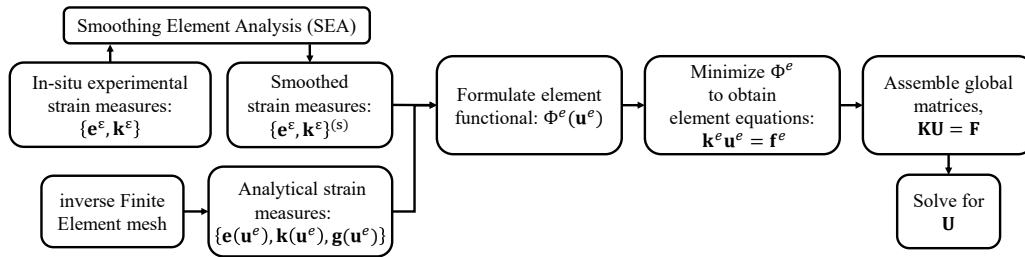 Smoothing Element Analysis (SEA)
In-situ experimental
strain measures:
{𝐞^ε, 𝐤^ε}
Smoothed
strain measures:
{𝐞^ε, 𝐤^ε}^(s)
inverse Finite
Element mesh
Analytical strain
measures:
{𝐞(𝐮^e), 𝐤(𝐮^e), 𝐠(𝐮^e)}
Formulate element
functional: Φ^e(𝐮^e)
Minimize Φ^e
to obtain
element equations:
𝐤^e𝐮^e = 𝐟^e
Assemble global
matrices,
𝐊𝐔 = 𝐅
Solve for
𝐔